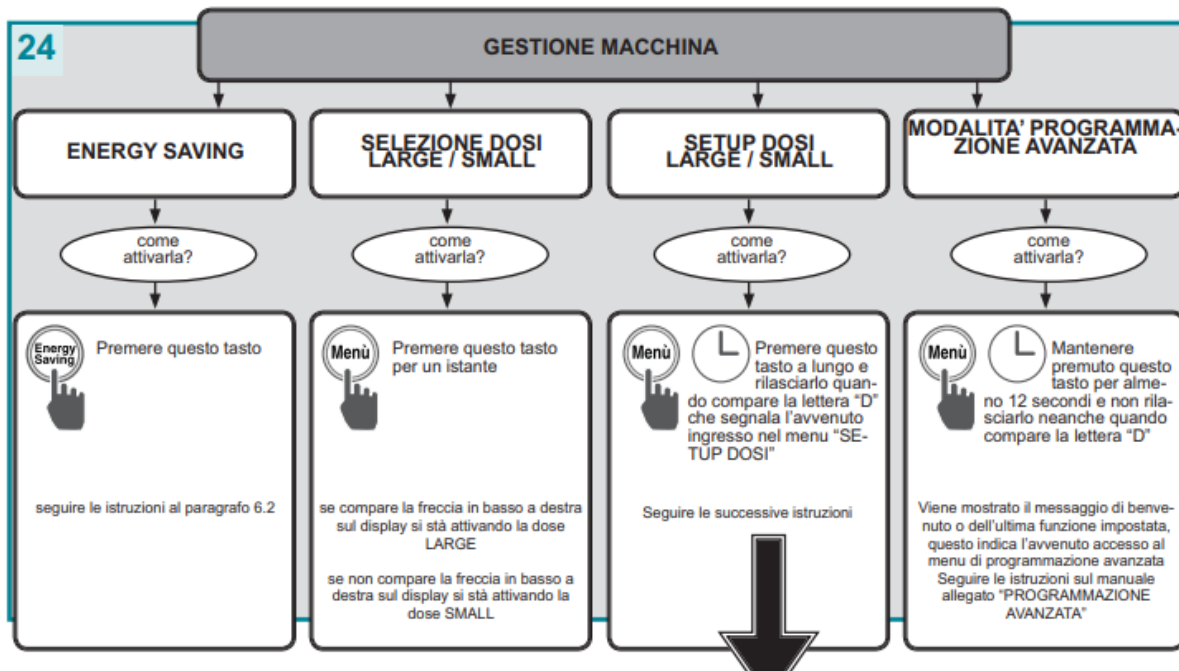 24
GESTIONE MACCHINA
ENERGY SAVING
come
attivarla?
Energy
Saving
Premere questo tasto
seguire le istruzioni al paragrafo 6.2
SELEZIONE DOSI
LARGE / SMALL
come
attivarla?
Menù
Premere questo tasto
per un istante
se compare la freccia in basso a destra
sul display si stà attivando la dose
LARGE
se non compare la freccia in basso a
destra sul display si stà attivando la
dose SMALL
SETUP DOSI
LARGE / SMALL
come
attivarla?
Menù
Premere questo
tasto a lungo e
rilasciarlo quan-
do compare la lettera “D”
che segnala l’avvenuto
ingresso nel menu “SE-
TUP DOSI”
Seguire le successive istruzioni
MODALITA’ PROGRAMMA-
ZIONE AVANZATA
come
attivarla?
Menù
Mantenere
premuto questo
tasto per alme-
no 12 secondi e non rila-
sciarlo neanche quando
compare la lettera “D”
Viene mostrato il messaggio di benve-
nuto o dell’ultima funzione impostata,
questo indica l’avvenuto accesso al
menu di programmazione avanzata
Seguire le istruzioni sul manuale
allegato “PROGRAMMAZIONE
AVANZATA”